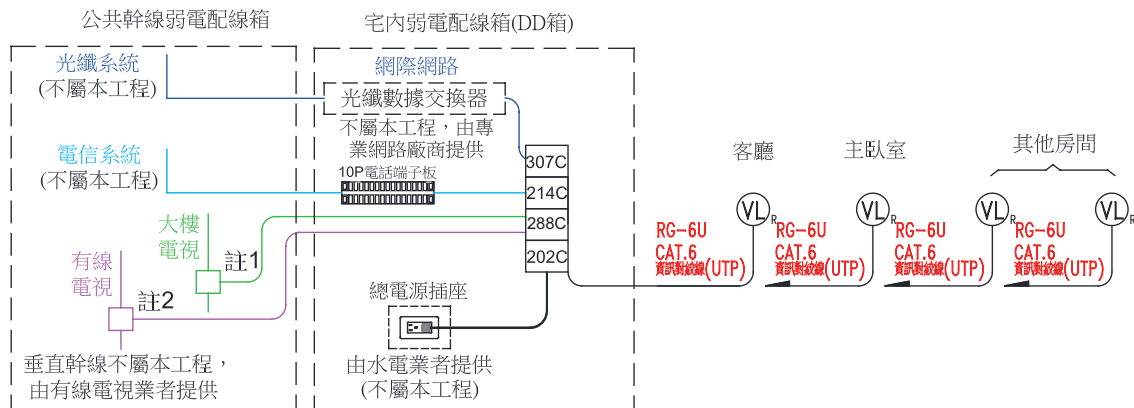 公共幹線弱電配線箱
宅內弱電配線箱(DD箱)
光纖系統
(不屬本工程)
網際網路
光纖數據交換器
不屬本工程，由專
業網路廠商提供
電信系統
(不屬本工程)
10P電話端子板
307C
214C
288C
202C
大樓
電視
註1
有線
電視
註2
垂直幹線不屬本工程，
由有線電視業者提供
總電源插座
由水電業者提供
(不屬本工程)
客廳
主臥室
其他房間
VL R
VL R
VL R
VL R
RG-6U
CAT.6
資訊對絞線(UTP)
RG-6U
CAT.6
資訊對絞線(UTP)
RG-6U
CAT.6
資訊對絞線(UTP)
RG-6U
CAT.6
資訊對絞線(UTP)